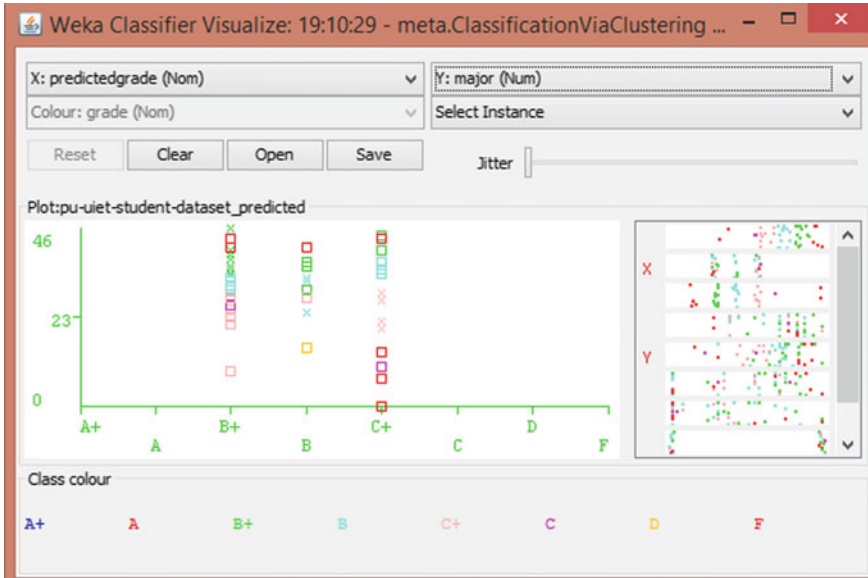 Weka Classifier Visualize: 19:10:29 - meta.ClassificationViaClustering ...
X: predictedgrade (Nom) Y: major (Num)
Colour: grade (Nom) Select Instance
Reset Clear Open Save Jitter
Plot:pu-uiet-student-dataset_predicted
46
23
0
A+ B+ C+ D
A B C F
X
Y
Class colour
A+ A B+ B C+ C D F